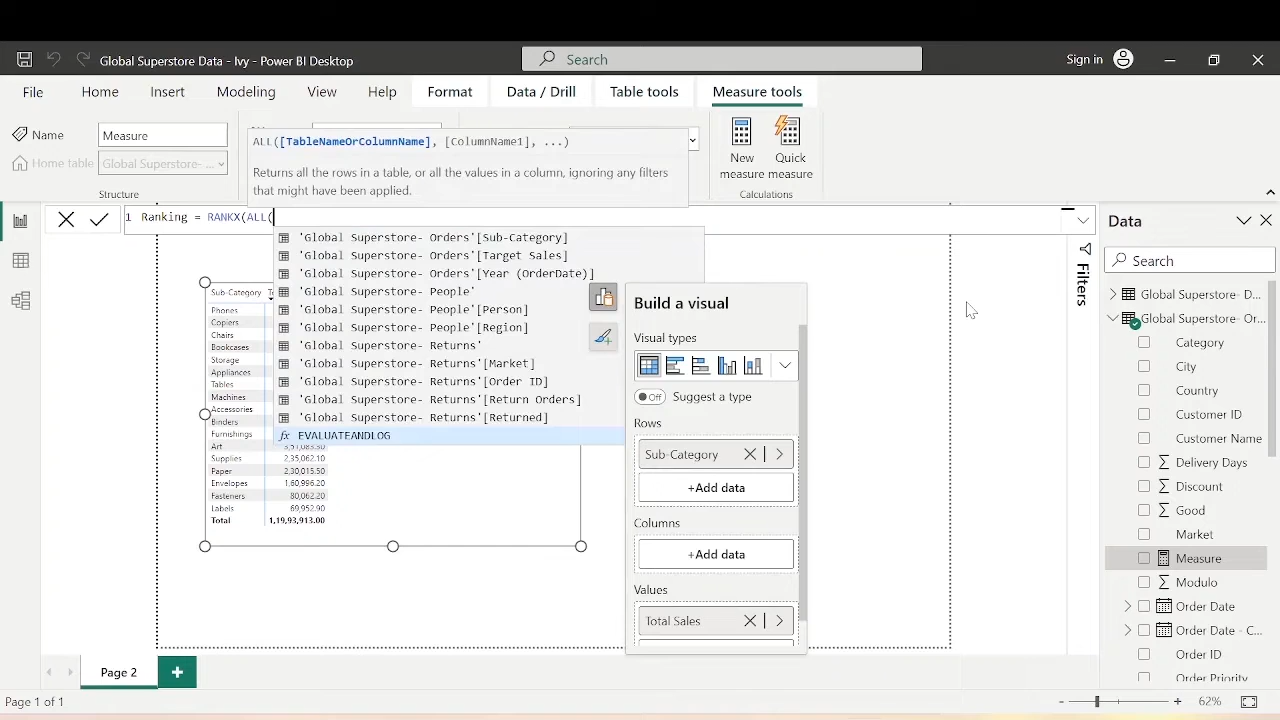 Global Superstore Data - Ivy - Power BI Desktop
Search
Sign in
File
Home
Insert
Modeling
View
Help
Format
Data / Drill
Table tools
Measure tools
Name
Measure
Home table
Global Superstore- ...
Structure
ALL([TableNameOrColumnName], [ColumnName1], ...)
Returns all the rows in a table, or all the values in a column, ignoring any filters
that might have been applied.
New
measure
Quick
measure
Calculations
1 Ranking = RANKX(ALL(
'Global Superstore- Orders'[Sub-Category]
'Global Superstore- Orders'[Target Sales]
'Global Superstore- Orders'[Year (OrderDate)]
'Global Superstore- People'
'Global Superstore- People'[Person]
'Global Superstore- People'[Region]
'Global Superstore- Returns'
'Global Superstore- Returns'[Market]
'Global Superstore- Returns'[Order ID]
'Global Superstore- Returns'[Return Orders]
'Global Superstore- Returns'[Returned]
fx EVALUATEANDLOG
Sub-Category
Phones
Copiers
Chairs
Bookcases
Storage
Appliances
Tables
Machines
Accessories
Binders
Furnishings
Art
Supplies 2,35,062.10
Paper 2,30,015.50
Envelopes 1,60,996.20
Fasteners 80,062.20
Labels 69,952.90
Total 1,19,93,913.00
Build a visual
Visual types
Off
Suggest a type
Rows
Sub-Category
+Add data
Columns
+Add data
Values
Total Sales
Filters
Data
Search
Global Superstore- D...
Global Superstore- Or...
Category
City
Country
Customer ID
Customer Name
Delivery Days
Discount
Good
Market
Measure
Modulo
Order Date
Order Date - C...
Order ID
Order Priority
Page 2
Page 1 of 1
62%